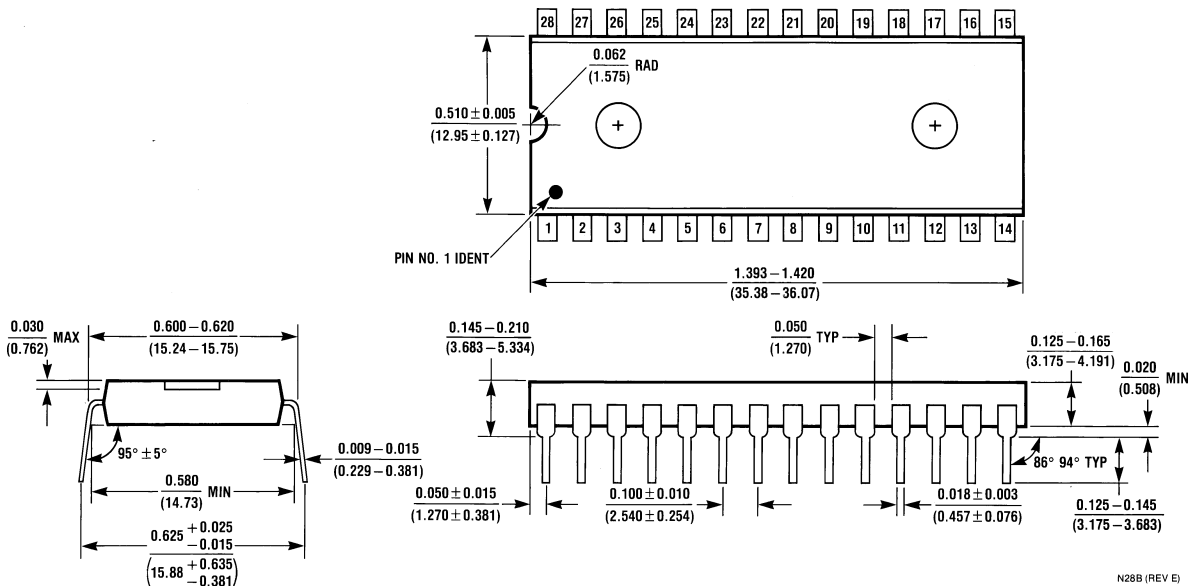 28 27 26 25 24 23 22 21 20 19 18 17 16 15
0.062
(1.575)
RAD
0.510 ± 0.005
(12.95 ± 0.127)
1 2 3 4 5 6 7 8 9 10 11 12 13 14
PIN NO. 1 IDENT
1.393 – 1.420
(35.38 – 36.07)
0.030
(0.762)
MAX
0.600 – 0.620
(15.24 – 15.75)
95° ± 5°
0.009 – 0.015
(0.229 – 0.381)
0.580
(14.73)
MIN
0.625 +0.025
−0.015
(15.88 +0.635
−0.381)
0.145 – 0.210
(3.683 – 5.334)
0.050
(1.270)
TYP
0.125 – 0.165
(3.175 – 4.191)
0.020
(0.508)
MIN
86° 94° TYP
0.050 ± 0.015
(1.270 ± 0.381)
0.100 ± 0.010
(2.540 ± 0.254)
0.018 ± 0.003
(0.457 ± 0.076)
0.125 – 0.145
(3.175 – 3.683)
N28B (REV E)